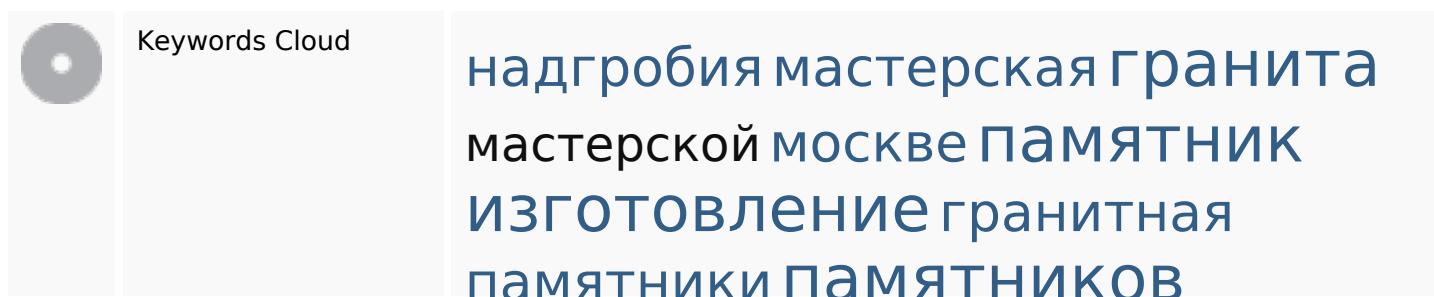 Keywords Cloud
надгробия мастерская гранита
мастерской москве памятник
изготовление гранитная
памятники памятников